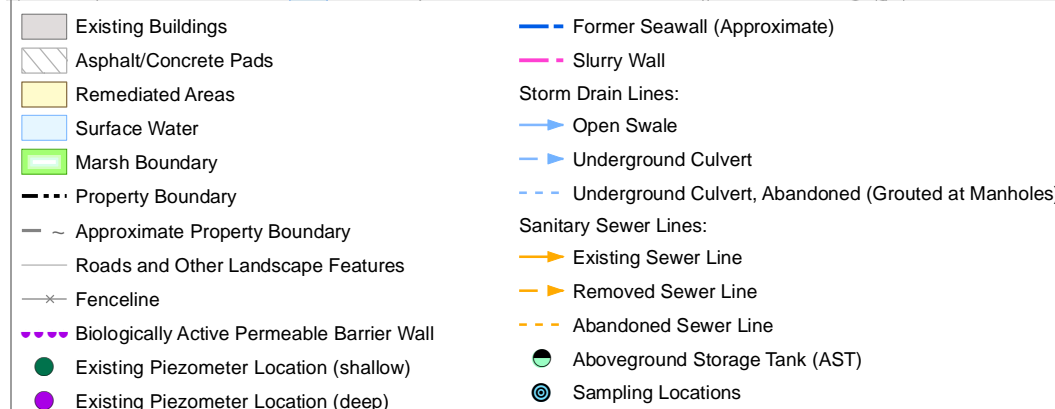 Existing Buildings
Asphalt/Concrete Pads
Remediated Areas
Surface Water
Marsh Boundary
Property Boundary
~ Approximate Property Boundary
Roads and Other Landscape Features
Fenceline
Biologically Active Permeable Barrier Wall
Existing Piezometer Location (shallow)
Existing Piezometer Location (deep)
Former Seawall (Approximate)
Slurry Wall
Storm Drain Lines:
Open Swale
Underground Culvert
Underground Culvert, Abandoned (Grouted at Manholes)
Sanitary Sewer Lines:
Existing Sewer Line
Removed Sewer Line
Abandoned Sewer Line
Aboveground Storage Tank (AST)
Sampling Locations